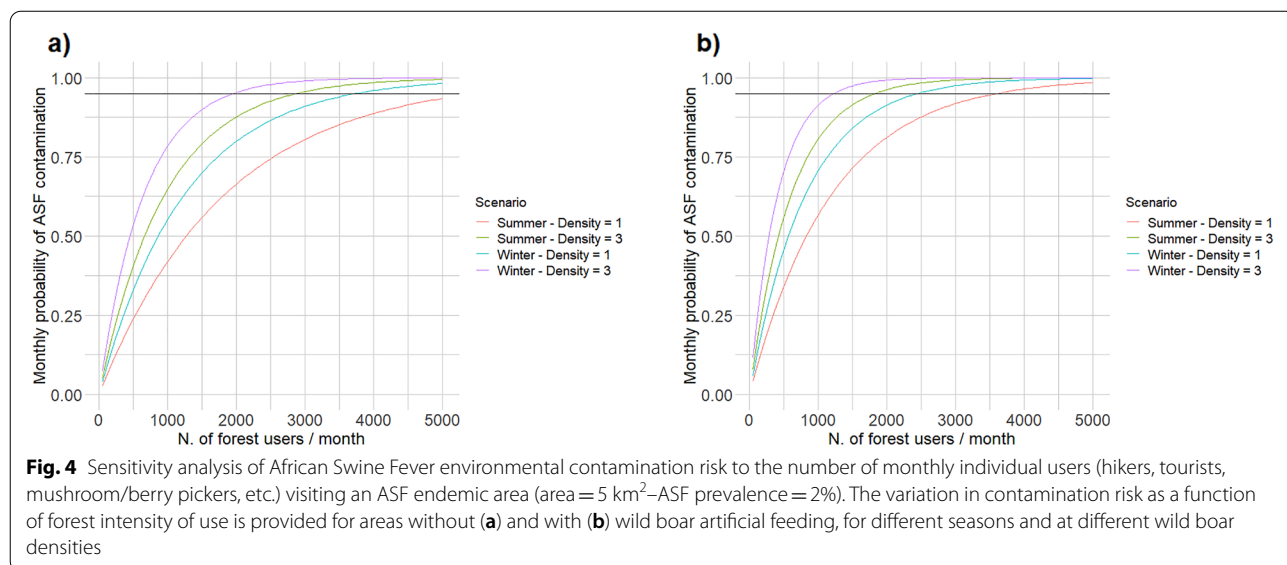 a)
1.00
0.75
0.50
0.25
0.00
Monthly probability of ASF contamination
0 1000 2000 3000 4000 5000
N. of forest users / month
Scenario
Summer - Density = 1
Summer - Density = 3
Winter - Density = 1
Winter - Density = 3
b)
1.00
0.75
0.50
0.25
0.00
Monthly probability of ASF contamination
0 1000 2000 3000 4000 5000
N. of forest users / month
Scenario
Summer - Density = 1
Summer - Density = 3
Winter - Density = 1
Winter - Density = 3
Fig. 4 Sensitivity analysis of African Swine Fever environmental contamination risk to the number of monthly individual users (hikers, tourists,
mushroom/berry pickers, etc.) visiting an ASF endemic area (area = 5 km²–ASF prevalence = 2%). The variation in contamination risk as a function
of forest intensity of use is provided for areas without (a) and with (b) wild boar artificial feeding, for different seasons and at different wild boar
densities